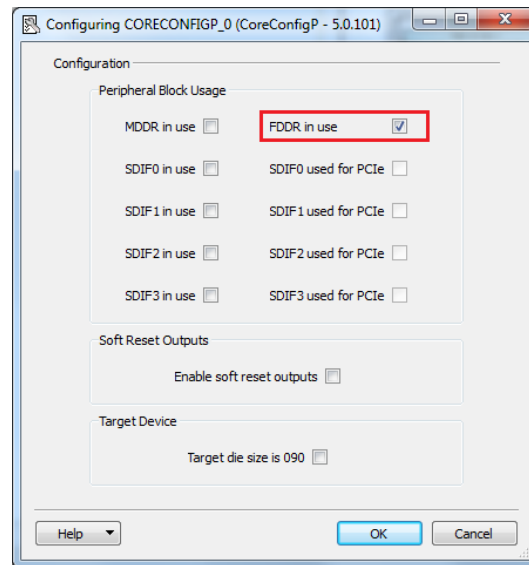 Configuring CORECONFIGP_0 (CoreConfigP - 5.0.101)
Configuration
Peripheral Block Usage
MDDR in use FDDR in use
SDIF0 in use SDIF0 used for PCIe
SDIF1 in use SDIF1 used for PCIe
SDIF2 in use SDIF2 used for PCIe
SDIF3 in use SDIF3 used for PCIe
Soft Reset Outputs
Enable soft reset outputs
Target Device
Target die size is 090
Help OK Cancel